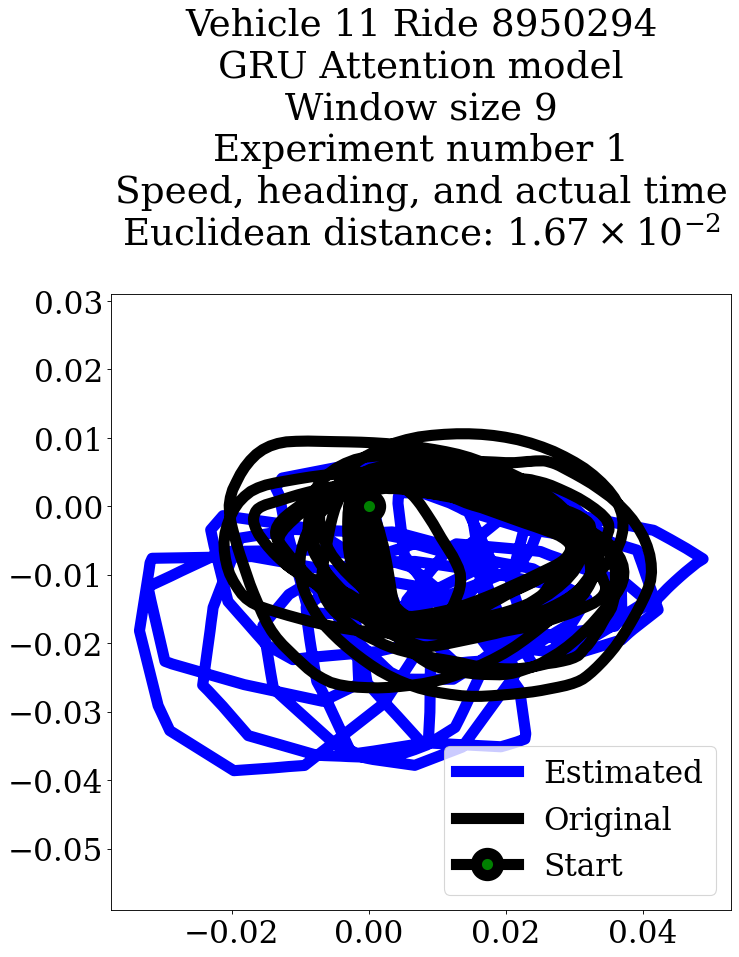 Vehicle 11 Ride 8950294
GRU Attention model
Window size 9
Experiment number 1
Speed, heading, and actual time
Euclidean distance: 1.67 × 10⁻²
0.03
0.02
0.01
0.00
−0.01
−0.02
−0.03
−0.04
−0.05
Estimated
Original
Start
−0.02 0.00 0.02 0.04